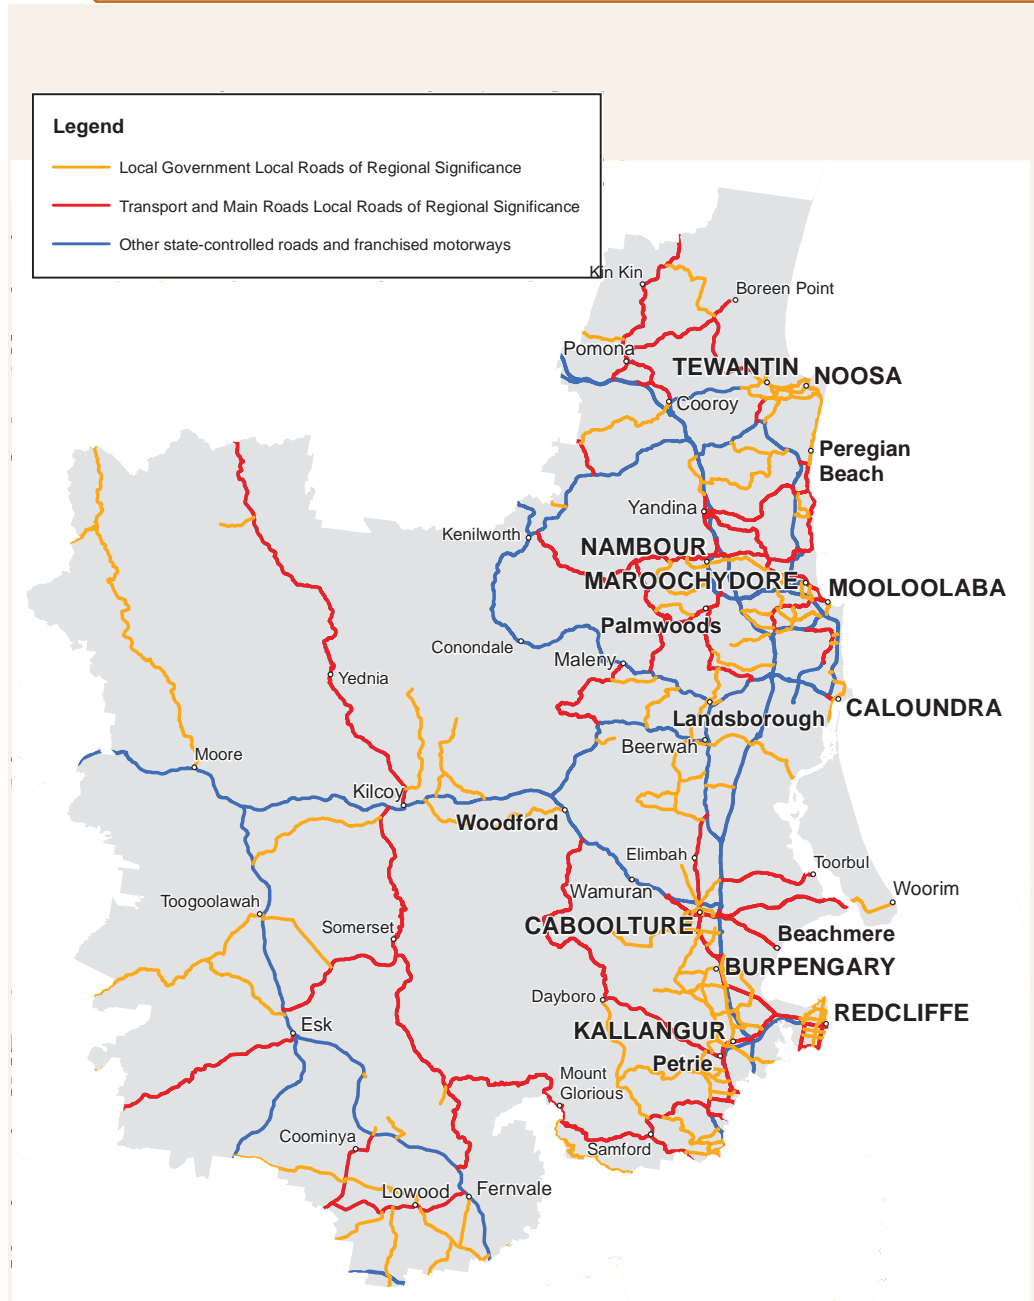 Legend
Local Government Local Roads of Regional Significance
Transport and Main Roads Local Roads of Regional Significance
Other state-controlled roads and franchised motorways
Kin Kin
Boreen Point
Pomona
TEWANTIN
NOOSA
Cooroy
Peregian
Beach
Yandina
Kenilworth
NAMBOUR
MAROOCHYDORE
MOOLOOLABA
Palmwoods
Conondale
Maleny
Yednia
CALOUNDRA
Landsborough
Beerwah
Moore
Kilcoy
Woodford
Elimbah
Toorbul
Wamuran
Woorim
Toogoolawah
Somerset
CABOOLTURE
Beachmere
BURPENGARY
Dayboro
REDCLIFFE
Esk
KALLANGUR
Petrie
Mount
Glorious
Coominya
Samford
Lowood
Fernvale